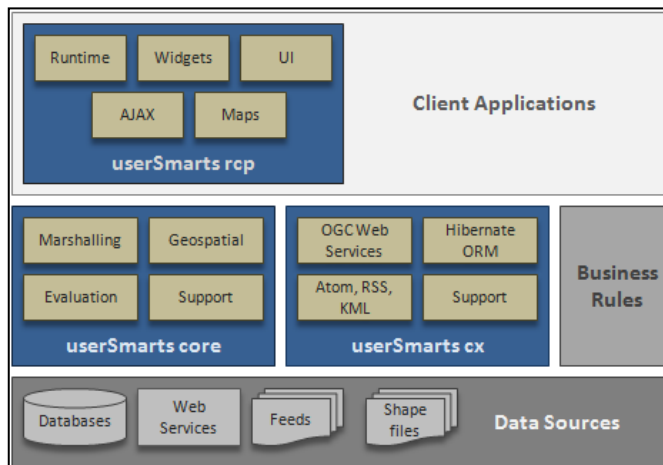 Runtime
Widgets
UI
AJAX
Maps
userSmarts rcp
Client Applications
Marshalling
Geospatial
Evaluation
Support
userSmarts core
OGC Web
Services
Hibernate
ORM
Atom, RSS,
KML
Support
userSmarts cx
Business
Rules
Databases
Web
Services
Feeds
Shape
files
Data Sources